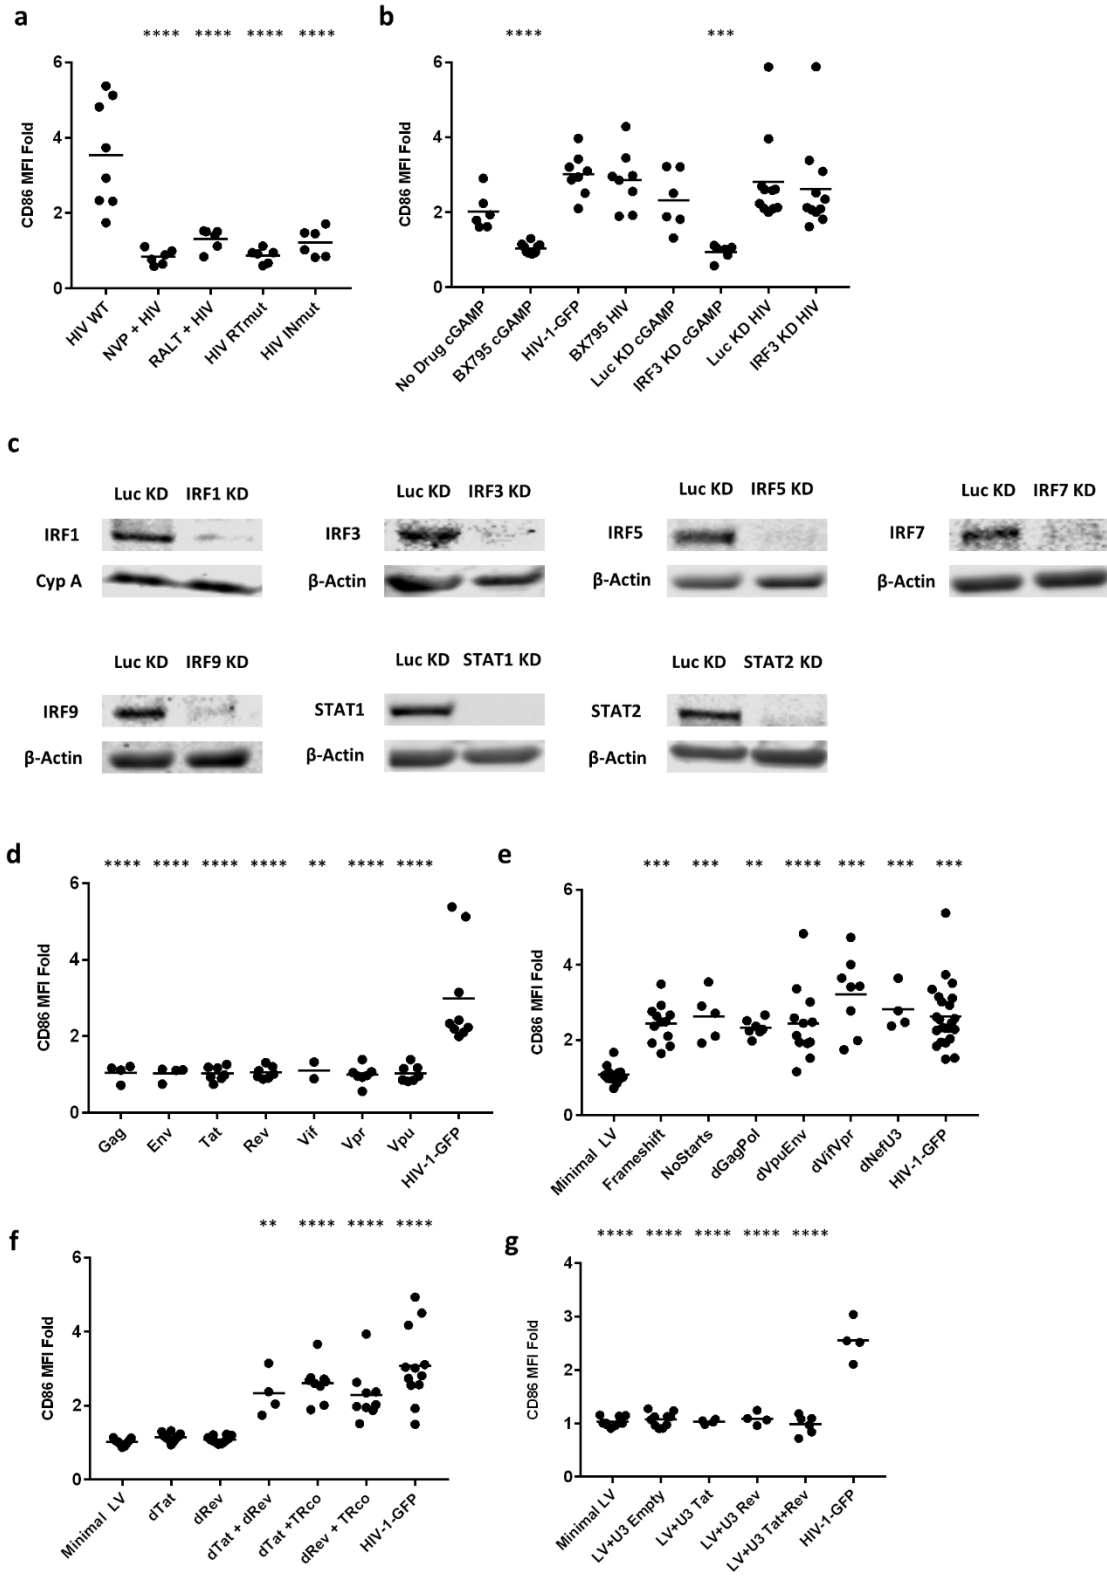 a
**** **** **** ****
6
4
2
0
CD86 MFI Fold
HIV WT
NVP + HIV
RALT + HIV
HIV RTmut
HIV INmut
b
**** ***
6
4
2
0
CD86 MFI Fold
No Drug cGAMP
BX795 cGAMP
HIV-1-GFP
BX795 HIV
Luc KD cGAMP
IRF3 KD cGAMP
Luc KD HIV
IRF3 KD HIV
c
Luc KD IRF1 KD
IRF1
Cyp A
Luc KD IRF3 KD
IRF3
β-Actin
Luc KD IRF5 KD
IRF5
β-Actin
Luc KD IRF7 KD
IRF7
β-Actin
Luc KD IRF9 KD
IRF9
β-Actin
Luc KD STAT1 KD
STAT1
β-Actin
Luc KD STAT2 KD
STAT2
β-Actin
d
**** **** **** **** ** **** ****
6
4
2
0
CD86 MFI Fold
Gag
Env
Tat
Rev
Vif
Vpr
Vpu
HIV-1-GFP
e
*** *** ** **** *** *** ***
6
4
2
0
CD86 MFI Fold
Minimal LV
Frameshift
NoStarts
dGagPol
dVpuEnv
dVifVpr
dNefU3
HIV-1-GFP
f
** **** **** ****
6
4
2
0
CD86 MFI Fold
Minimal LV
dTat
dRev
dTat + dRev
dTat +TRco
dRev + TRco
HIV-1-GFP
g
**** **** **** **** ****
4
3
2
1
0
CD86 MFI Fold
Minimal LV
LV+U3 Empty
LV+U3 Tat
LV+U3 Rev
LV+U3 Tat+Rev
HIV-1-GFP